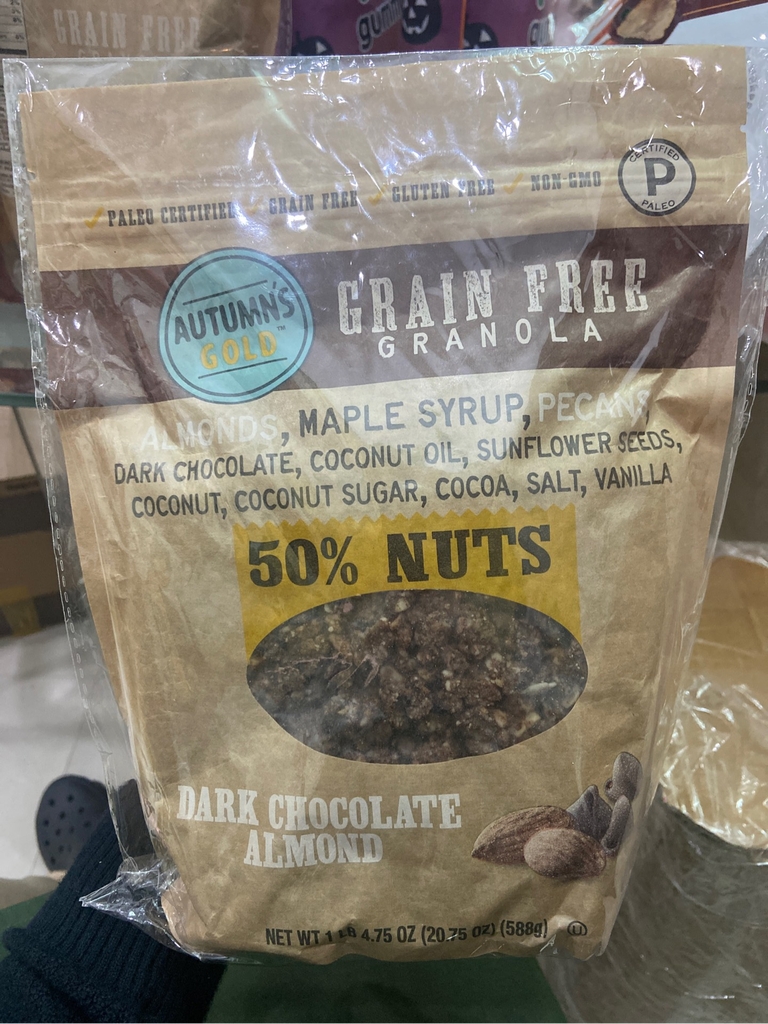 GRAIN FREE
gummi
PALEO CERTIFIED GRAIN FREE GLUTEN FREE NON-GMO
CERTIFIED
P
PALEO
AUTUMN'S
GOLD™
GRAIN FREE
GRANOLA
ALMONDS, MAPLE SYRUP, PECANS,
DARK CHOCOLATE, COCONUT OIL, SUNFLOWER SEEDS,
COCONUT, COCONUT SUGAR, COCOA, SALT, VANILLA
50% NUTS
DARK CHOCOLATE
ALMOND
NET WT 1 LB 4.75 OZ (20.75 OZ) (588g) U